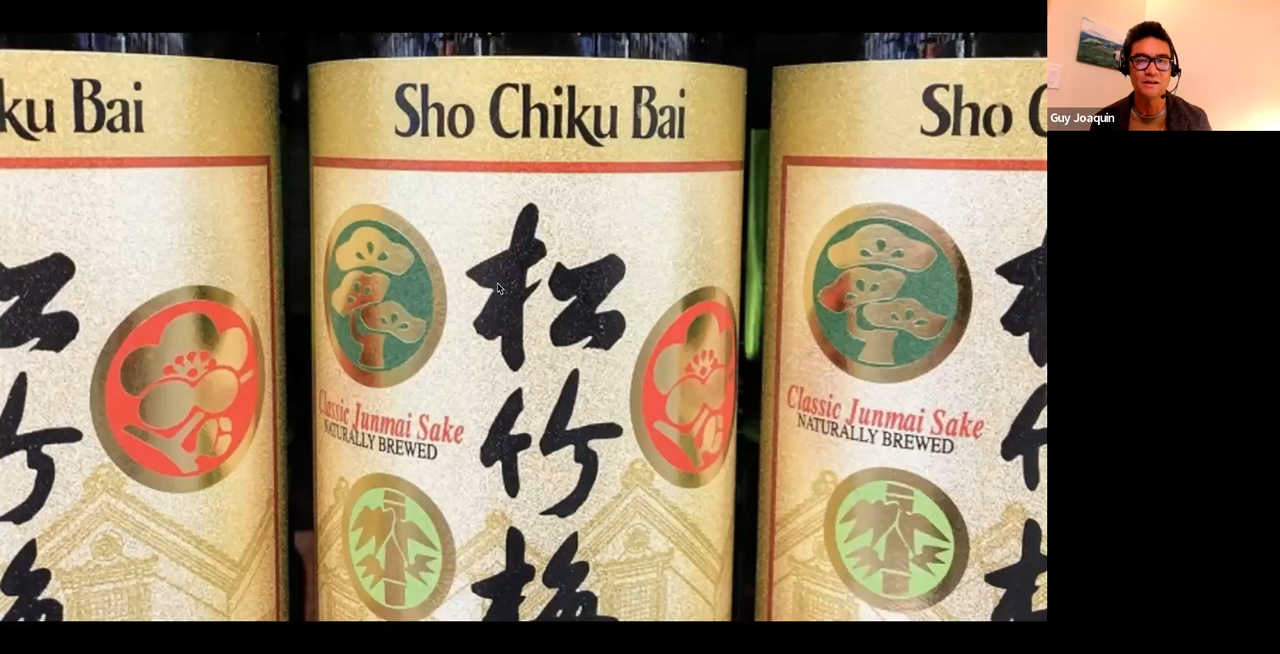 ku Bai
Sho Chiku Bai
Sho C
松
竹
梅
Classic Junmai Sake
NATURALLY BREWED
Classic Junmai Sake
NATURALLY BREWED
Guy Joaquin